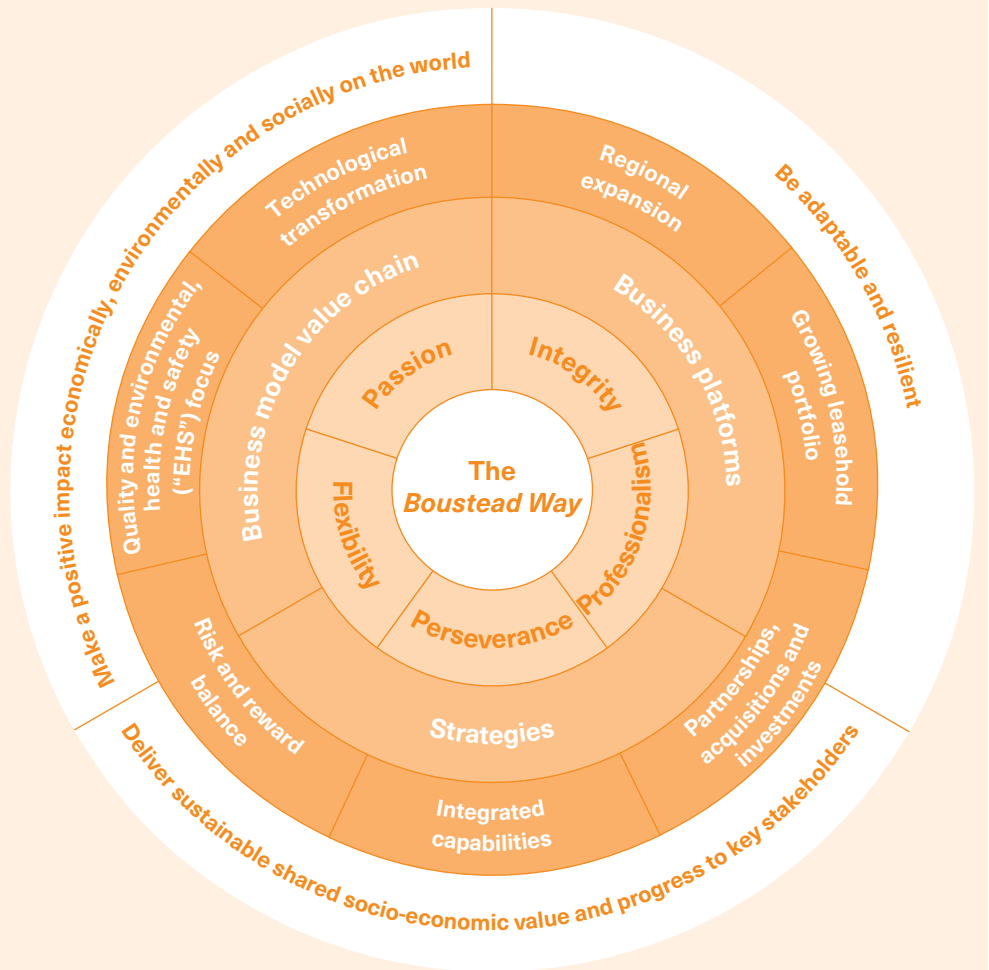 The
Boustead Way
Integrity
Professionalism
Perseverance
Flexibility
Passion
Business platforms
Strategies
Business model value chain
Regional
expansion
Growing leasehold
portfolio
Partnerships,
acquisitions and
investments
Integrated
capabilities
Risk and reward
balance
Quality and environmental,
health and safety
(“EHS”) focus
Technological
transformation
Be adaptable and resilient
Deliver sustainable shared socio-economic value and progress to key stakeholders
Make a positive impact economically, environmentally and socially on the world